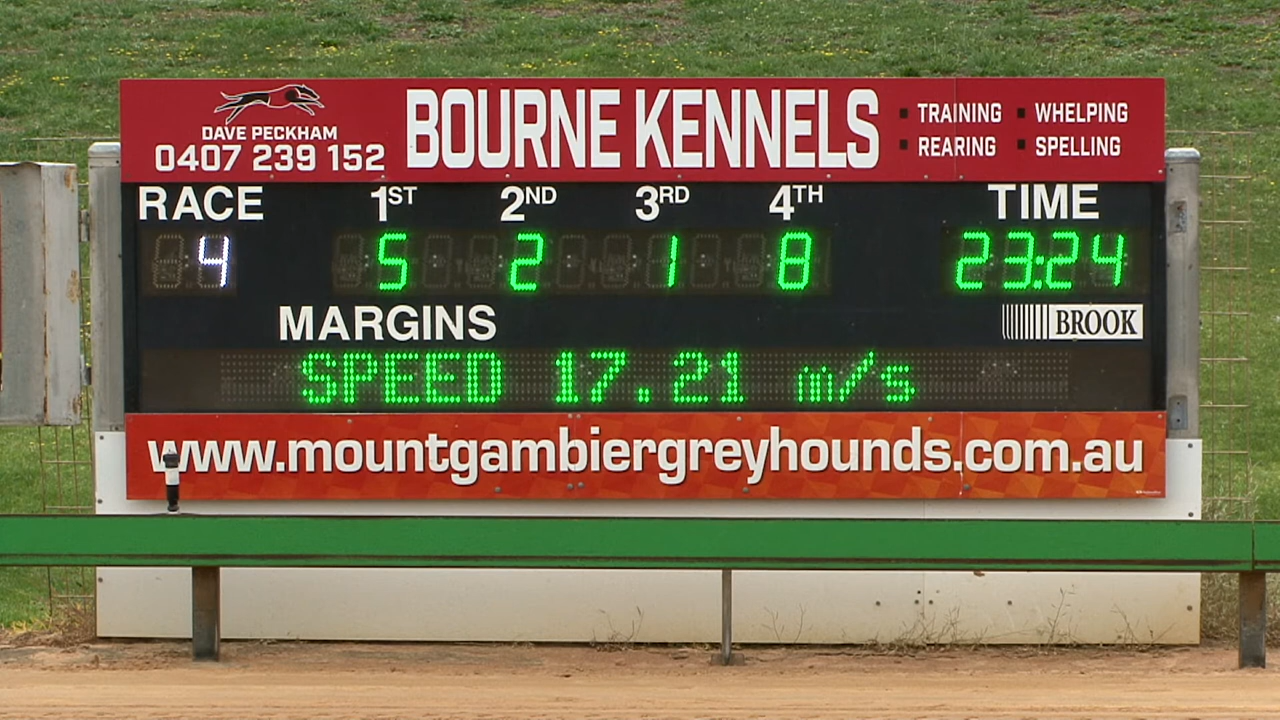 DAVE PECKHAM
0407 239 152
BOURNE KENNELS
▪ TRAINING ▪ WHELPING
▪ REARING ▪ SPELLING
RACE 1ST 2ND 3RD 4TH TIME
4 5 2 1 8 23:24
MARGINS
BROOK
SPEED 17.21 m/s
www.mountgambiergreyhounds.com.au